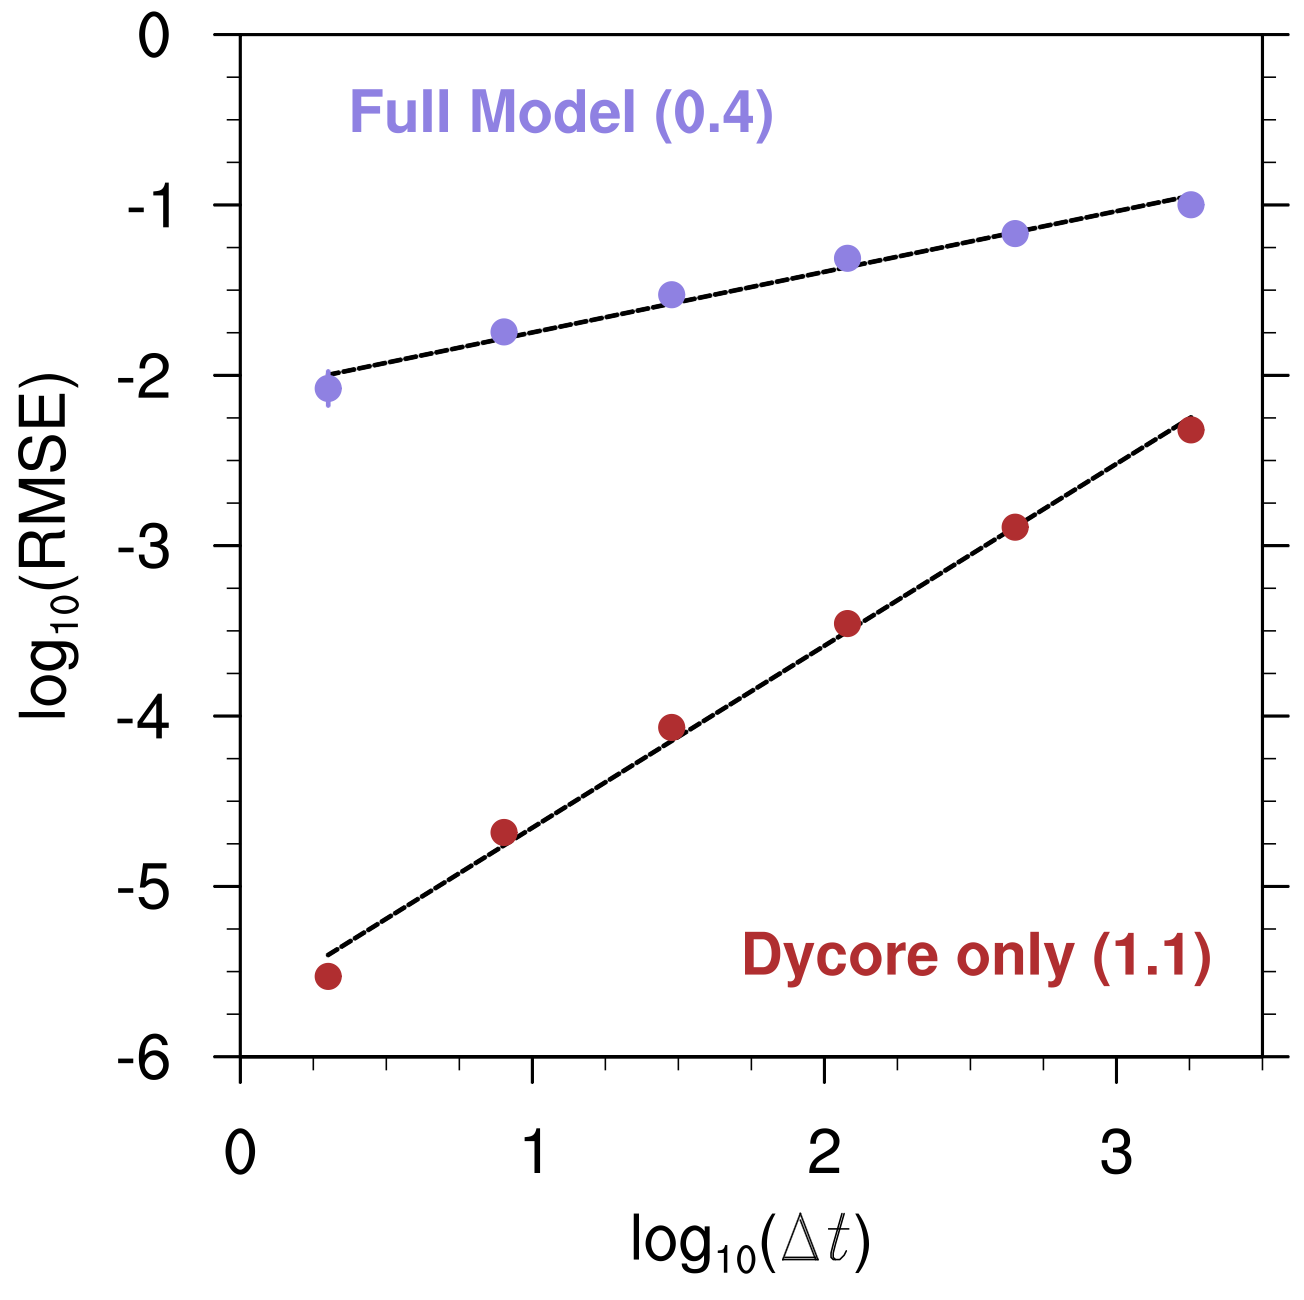 0
Full Model (0.4)
-1
-2
-3
-4
-5
-6
log₁₀(RMSE)
Dycore only (1.1)
0 1 2 3
log₁₀(Δt)